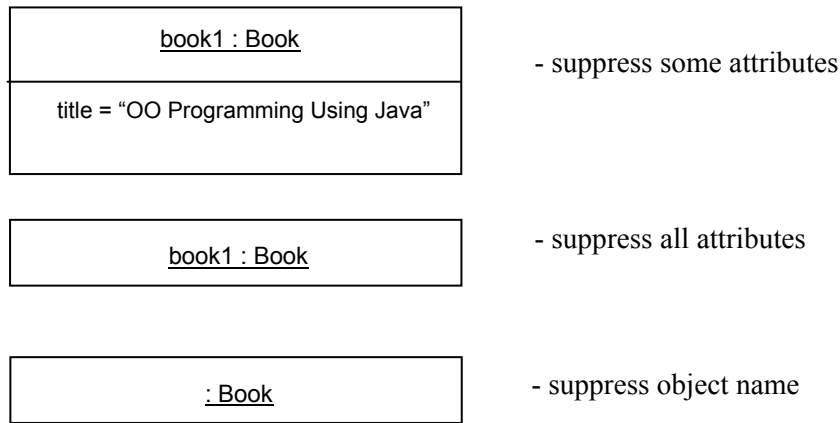 book1 : Book
- suppress some attributes
title = “OO Programming Using Java”
book1 : Book
- suppress all attributes
: Book
- suppress object name